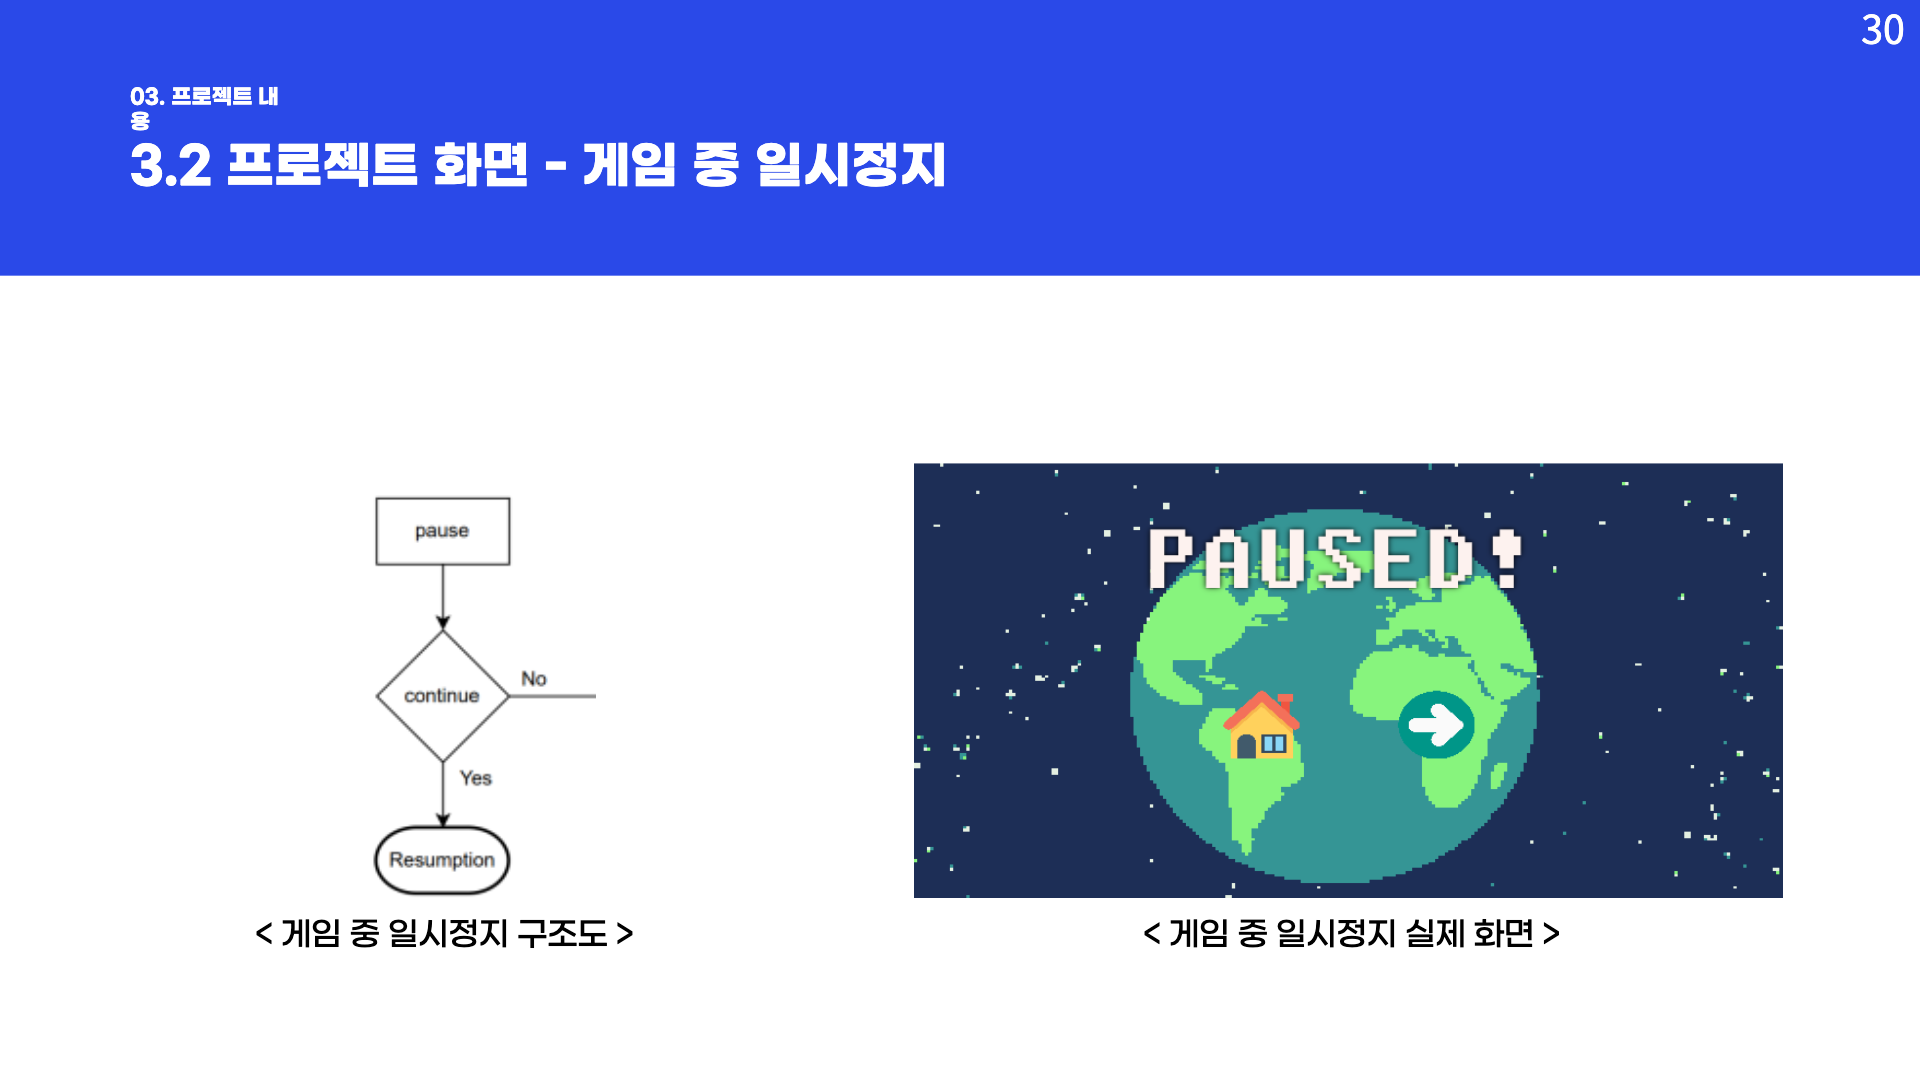 30
03. 프로젝트 내
용
3.2 프로젝트 화면 - 게임 중 일시정지
pause
continue
No
Yes
Resumption
< 게임 중 일시정지 구조도 >
PAUSED!
< 게임 중 일시정지 실제 화면 >